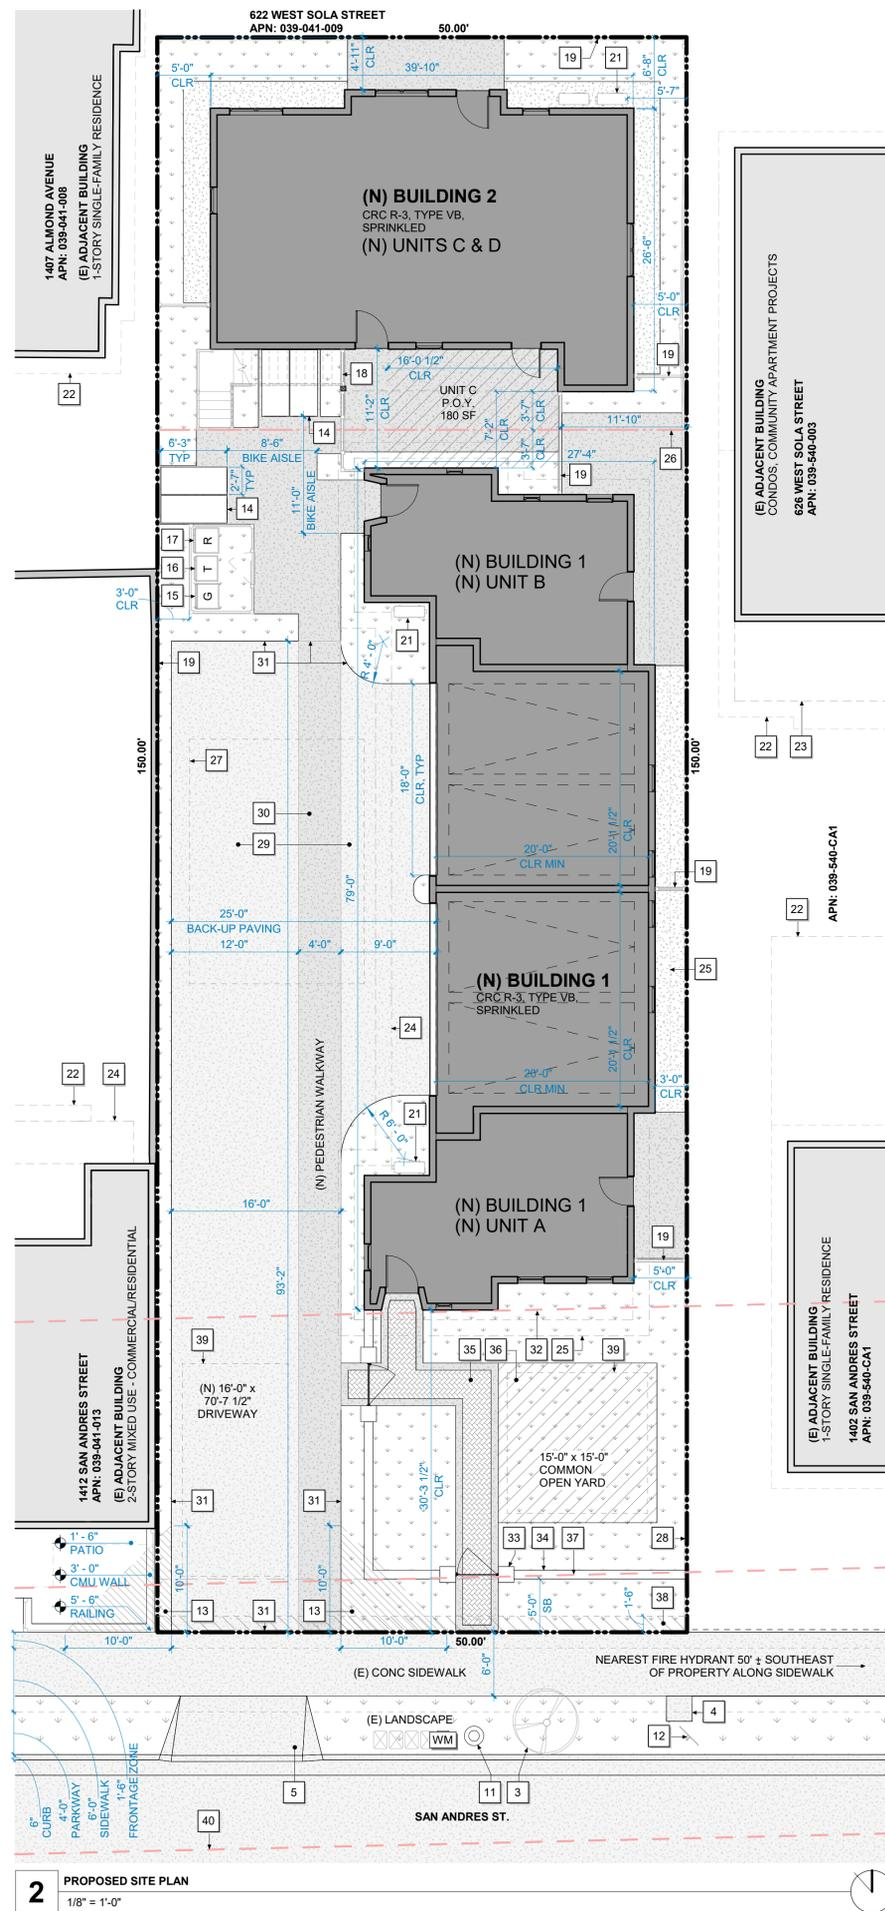 622 WEST SOLA STREET
APN: 039-041-009
50.00'
4'-11"
CLR
19
21
6'-8"
CLR
5'-0"
CLR
39'-10"
5'-7"
1407 ALMOND AVENUE
APN: 039-041-008
(E) ADJACENT BUILDING
1-STORY SINGLE-FAMILY RESIDENCE
22
(N) BUILDING 2
CRC R-3, TYPE VB,
SPRINKLED
(N) UNITS C & D
26'-6"
5'-0"
CLR
19
(E) ADJACENT BUILDING
CONDOS, COMMUNITY APARTMENT PROJECTS
626 WEST SOLA STREET
APN: 039-540-003
18
16'-0 1/2"
CLR
11'-2"
CLR
UNIT C
P.O.Y.
180 SF
3'-7"
CLR
7'-2"
CLR
3'-7"
CLR
14
11'-10"
26
6'-3"
TYP
8'-6"
BIKE AISLE
27'-4"
19
2'-7"
TYP
11'-0"
BIKE AISLE
14
17
R
16
T
15
G
3'-0"
CLR
(N) BUILDING 1
(N) UNIT B
21
R 4' - 0"
19
31
150.00'
150.00'
22
23
27
18'-0"
CLR, TYP
30
29
20'-1 1/2"
CLR
20'-0"
CLR MIN
79'-0"
19
APN: 039-540-CA1
22
25'-0"
BACK-UP PAVING
12'-0"
4'-0"
9'-0"
25
(N) BUILDING 1
CRC R-3, TYPE VB,
SPRINKLED
24
20'-1 1/2"
CLR
20'-0"
CLR MIN
3'-0"
CLR
22
24
(N) PEDESTRIAN WALKWAY
21
R 6' - 0"
16'-0"
(N) BUILDING 1
(N) UNIT A
19
5'-0"
CLR
93'-2"
1412 SAN ANDRES STREET
APN: 039-041-013
(E) ADJACENT BUILDING
2-STORY MIXED USE - COMMERCIAL/RESIDENTIAL
(E) ADJACENT BUILDING
1-STORY SINGLE-FAMILY RESIDENCE
1402 SAN ANDRES STREET
APN: 039-540-CA1
39
35
36
32
25
39
(N) 16'-0" x
70'-7 1/2"
DRIVEWAY
30'-3 1/2"
CLR
15'-0" x 15'-0"
COMMON
OPEN YARD
31
31
33
34
37
28
1' - 6"
PATIO
3' - 0"
CMU WALL
5' - 6"
RAILING
10'-0"
10'-0"
5'-0"
SB
1'-6"
38
13
31
13
10'-0"
10'-0"
50.00'
6'-0"
(E) CONC SIDEWALK
NEAREST FIRE HYDRANT 50' ± SOUTHEAST
OF PROPERTY ALONG SIDEWALK
(E) LANDSCAPE
WM
4
12
6"
CURB
4'-0"
PARKWAY
6'-0"
SIDEWALK
1'-6"
FRONTAGE ZONE
5
11
3
40
SAN ANDRES ST.
2
PROPOSED SITE PLAN
1/8" = 1'-0"